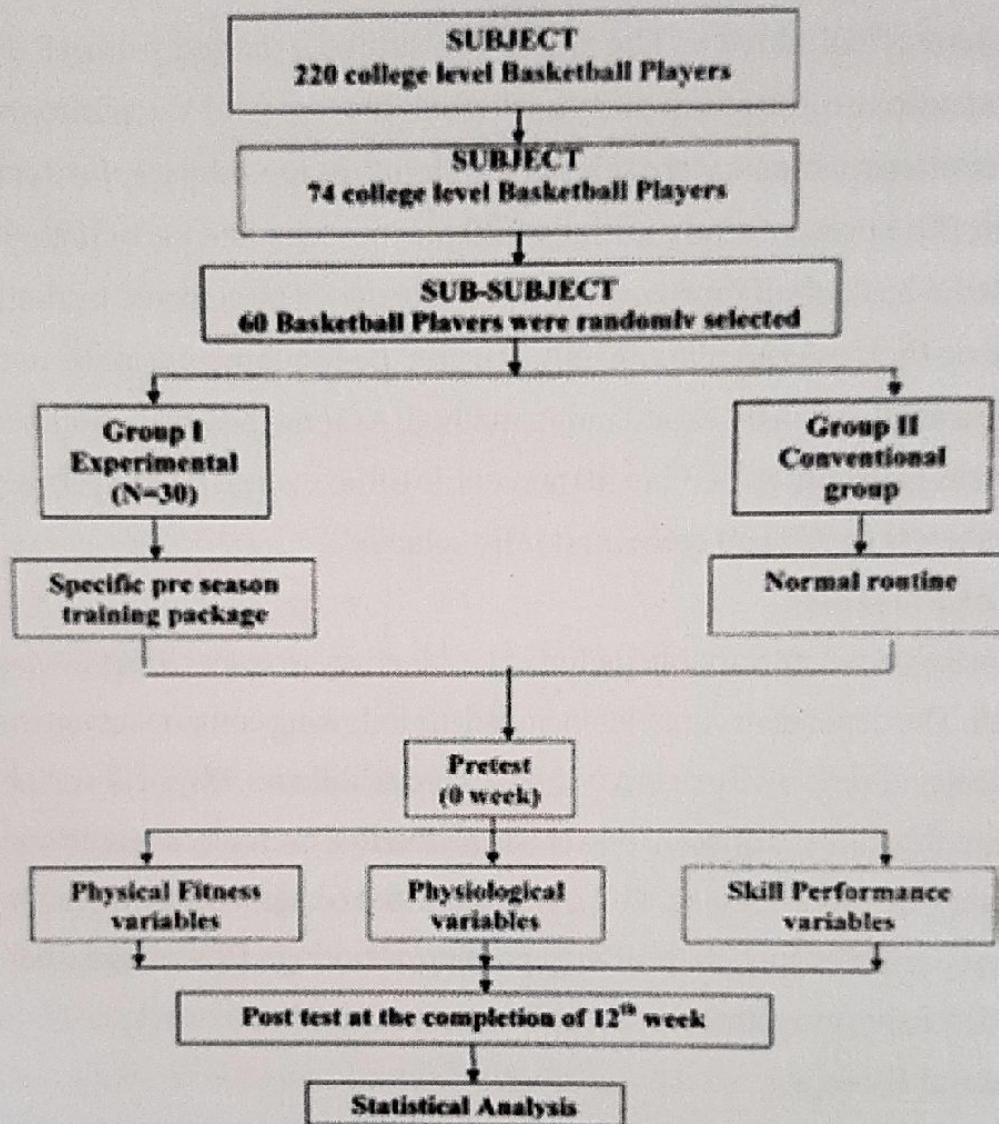 SUBJECT
220 college level Basketball Players
SUBJECT
74 college level Basketball Players
SUB-SUBJECT
60 Basketball Players were randomly selected
Group I
Experimental
(N=30)
Group II
Conventional
group
Specific pre season
training package
Normal routine
Pretest
(0 week)
Physical Fitness
variables
Physiological
variables
Skill Performance
variables
Post test at the completion of 12th week
Statistical Analysis